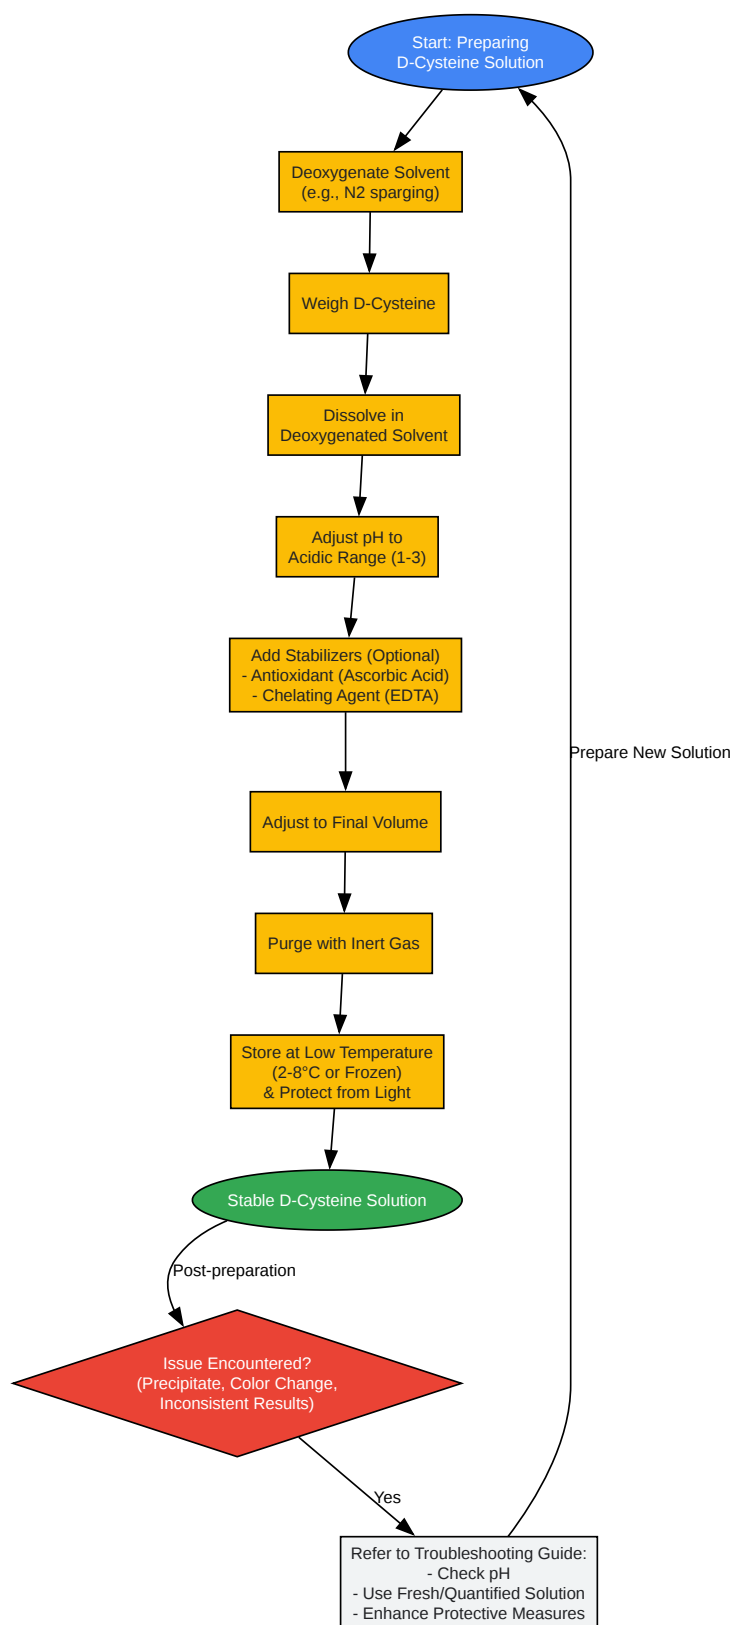 Start: Preparing
D-Cysteine Solution
Deoxygenate Solvent
(e.g., N2 sparging)
Weigh D-Cysteine
Dissolve in
Deoxygenated Solvent
Adjust pH to
Acidic Range (1-3)
Add Stabilizers (Optional)
- Antioxidant (Ascorbic Acid)
- Chelating Agent (EDTA)
Prepare New Solution
Adjust to Final Volume
Purge with Inert Gas
Store at Low Temperature
(2-8°C or Frozen)
& Protect from Light
Stable D-Cysteine Solution
Post-preparation
Issue Encountered?
(Precipitate, Color Change,
Inconsistent Results)
Yes
Refer to Troubleshooting Guide:
- Check pH
- Use Fresh/Quantified Solution
- Enhance Protective Measures